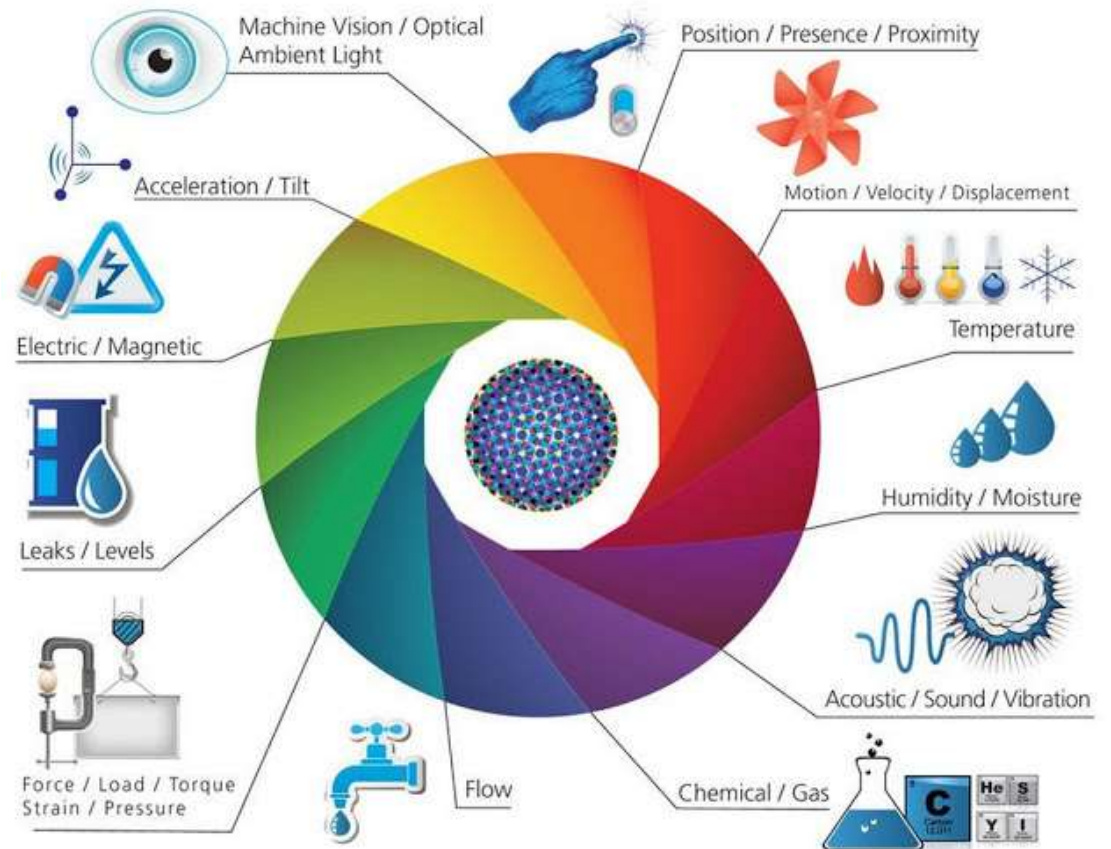 Machine Vision / Optical
Ambient Light
Position / Presence / Proximity
Motion / Velocity / Displacement
Acceleration / Tilt
Temperature
Electric / Magnetic
Humidity / Moisture
Leaks / Levels
Acoustic / Sound / Vibration
Force / Load / Torque
Strain / Pressure
Flow
Chemical / Gas
C
Carbon
He
S
Y
I